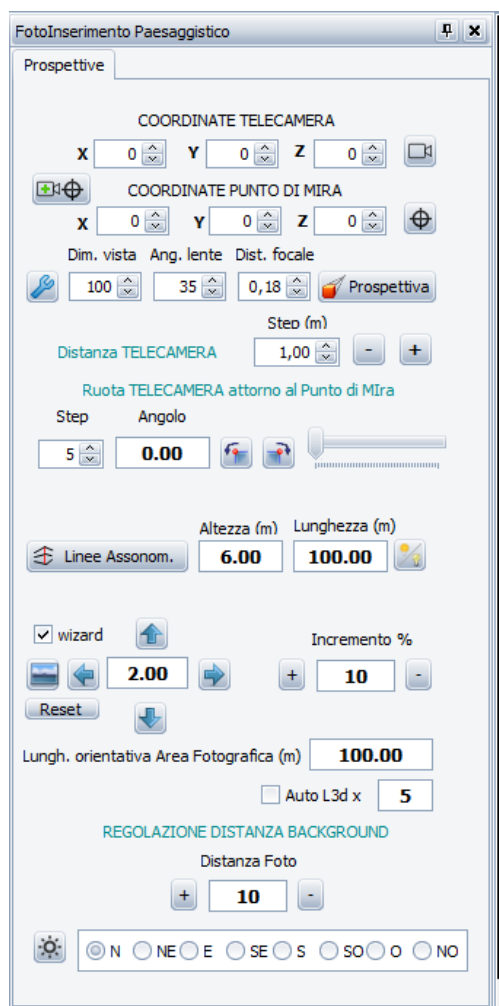 FotoInserimento Paesaggistico
Prospettive
COORDINATE TELECAMERA
X 0 Y 0 Z 0
COORDINATE PUNTO DI MIRA
X 0 Y 0 Z 0
Dim. vista Ang. lente Dist. focale
100 35 0,18 Prospettiva
Step (m)
Distanza TELECAMERA 1,00 - +
Ruota TELECAMERA attorno al Punto di MIra
Step Angolo
5 0.00
Altezza (m) Lunghezza (m)
Linee Assonom. 6.00 100.00
wizard Incremento %
2.00 + 10 -
Reset
Lungh. orientativa Area Fotografica (m) 100.00
Auto L3d x 5
REGOLAZIONE DISTANZA BACKGROUND
Distanza Foto
+ 10 -
N NE E SE S SO O NO